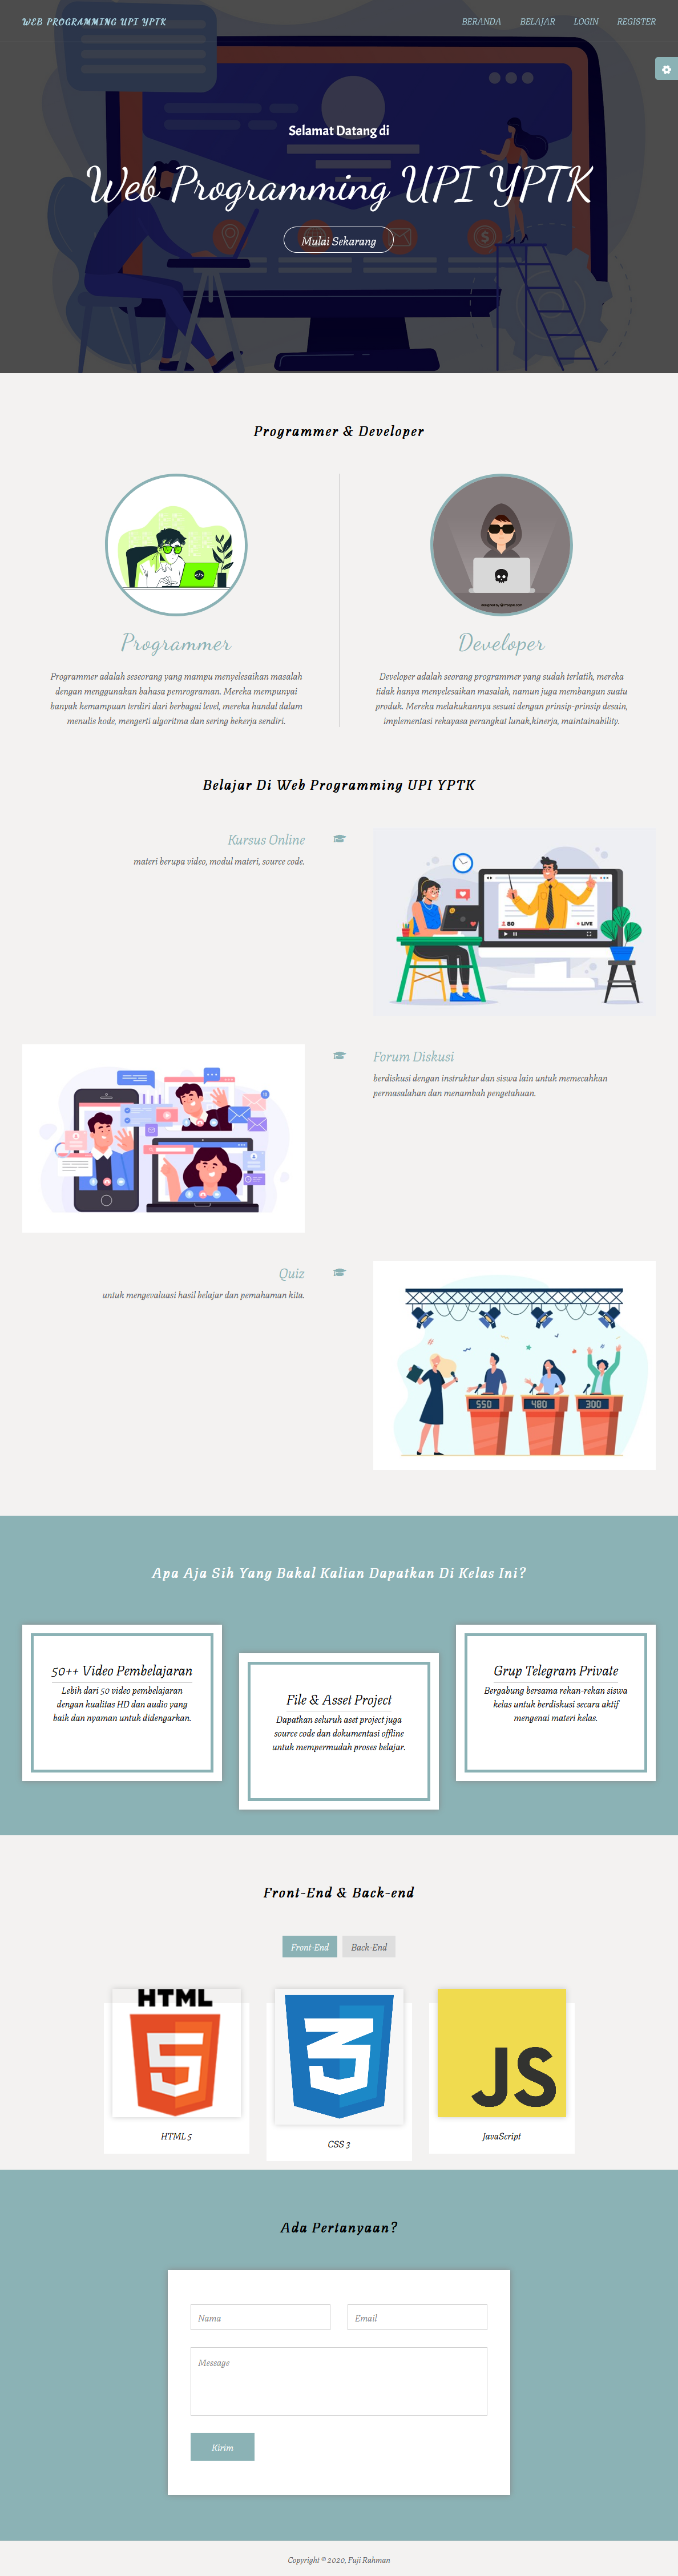 WEB PROGRAMMING UPI YPTK
BERANDA BELAJAR LOGIN REGISTER
Selamat Datang di
Web Programming UPI YPTK
Mulai Sekarang
Programmer & Developer
Programmer
Programmer adalah seseorang yang mampu menyelesaikan masalah
dengan menggunakan bahasa pemrograman. Mereka mempunyai
banyak kemampuan terdiri dari berbagai level, mereka handal dalam
menulis kode, mengerti algoritma dan sering bekerja sendiri.
Developer
Developer adalah seorang programmer yang sudah terlatih, mereka
tidak hanya menyelesaikan masalah, namun juga membangun suatu
produk. Mereka melakukannya sesuai dengan prinsip-prinsip desain,
implementasi rekayasa perangkat lunak,kinerja, maintainability.
Belajar Di Web Programming UPI YPTK
Kursus Online
materi berupa video, modul materi, source code.
80 LIVE
Forum Diskusi
berdiskusi dengan instruktur dan siswa lain untuk memecahkan
permasalahan dan menambah pengetahuan.
Quiz
untuk mengevaluasi hasil belajar dan pemahaman kita.
550 480 300
Apa Aja Sih Yang Bakal Kalian Dapatkan Di Kelas Ini?
50++ Video Pembelajaran
Lebih dari 50 video pembelajaran
dengan kualitas HD dan audio yang
baik dan nyaman untuk didengarkan.
File & Asset Project
Dapatkan seluruh aset project juga
source code dan dokumentasi offline
untuk mempermudah proses belajar.
Grup Telegram Private
Bergabung bersama rekan-rekan siswa
kelas untuk berdiskusi secara aktif
mengenai materi kelas.
Front-End & Back-end
Front-End Back-End
HTML
5
3
JS
HTML 5
CSS 3
JavaScript
Ada Pertanyaan?
Nama
Email
Message
Kirim
Copyright © 2020, Fuji Rahman